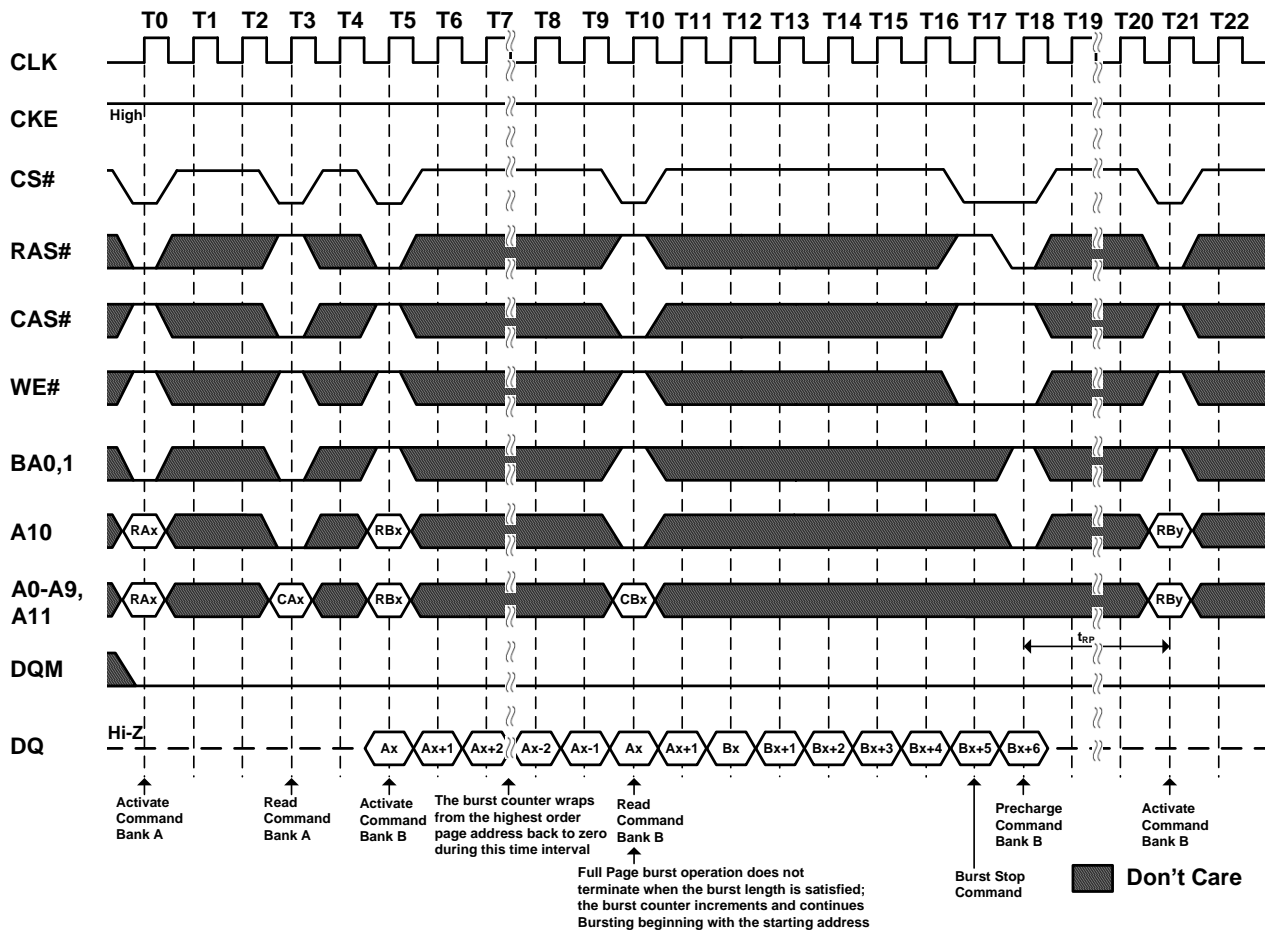 T0 T1 T2 T3 T4 T5 T6 T7 T8 T9 T10 T11 T12 T13 T14 T15 T16 T17 T18 T19 T20 T21 T22
CLK
CKE
High
CS#
RAS#
CAS#
WE#
BA0,1
A10
RAx RBx RBy
A0-A9,
A11
RAx CAx RBx CBx RBy
tRP
DQM
DQ
Hi-Z
Ax Ax+1 Ax+2 Ax-2 Ax-1 Ax Ax+1 Bx Bx+1 Bx+2 Bx+3 Bx+4 Bx+5 Bx+6
Activate
Command
Bank A
Read
Command
Bank A
Activate
Command
Bank B
The burst counter wraps
from the highest order
page address back to zero
during this time interval
Read
Command
Bank B
Full Page burst operation does not
terminate when the burst length is satisfied;
the burst counter increments and continues
Bursting beginning with the starting address
Burst Stop
Command
Precharge
Command
Bank B
Activate
Command
Bank B
Don't Care